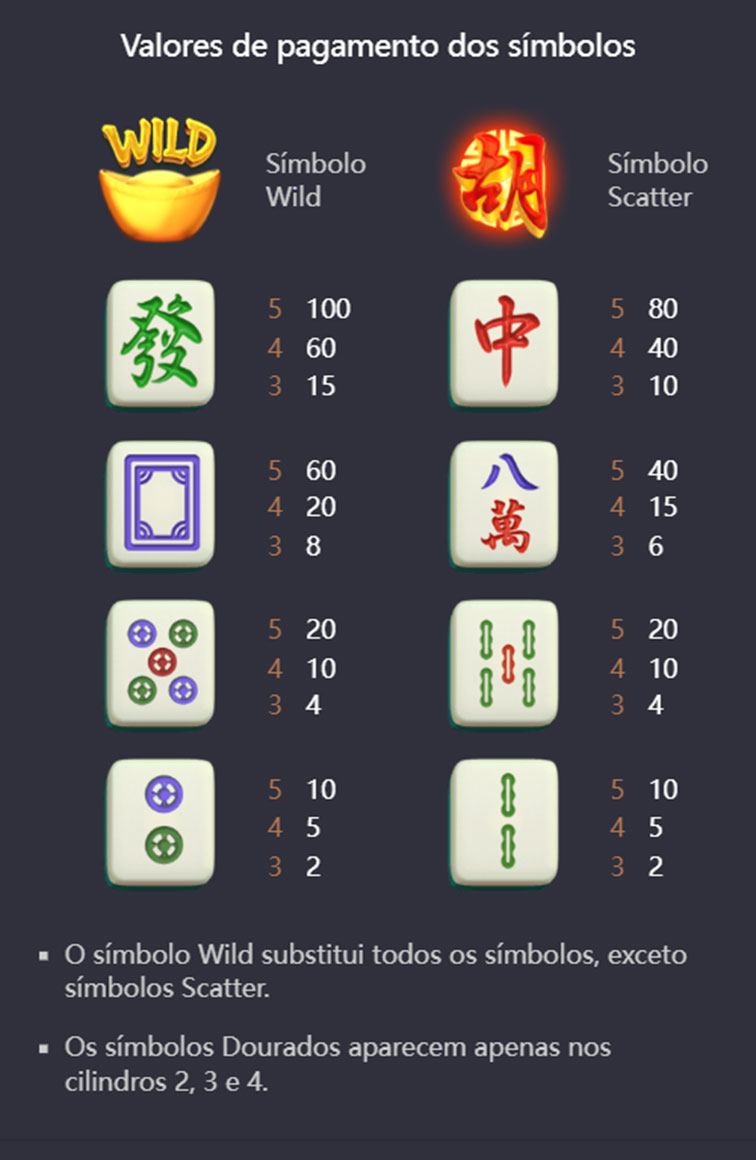 Valores de pagamento dos símbolos
WILD
Símbolo
Wild
胡
Símbolo
Scatter
發
5 100
4 60
3 15
中
5 80
4 40
3 10
5 60
4 20
3 8
八
萬
5 40
4 15
3 6
5 20
4 10
3 4
5 20
4 10
3 4
5 10
4 5
3 2
5 10
4 5
3 2
▪ O símbolo Wild substitui todos os símbolos, exceto
símbolos Scatter.
▪ Os símbolos Dourados aparecem apenas nos
cilindros 2, 3 e 4.